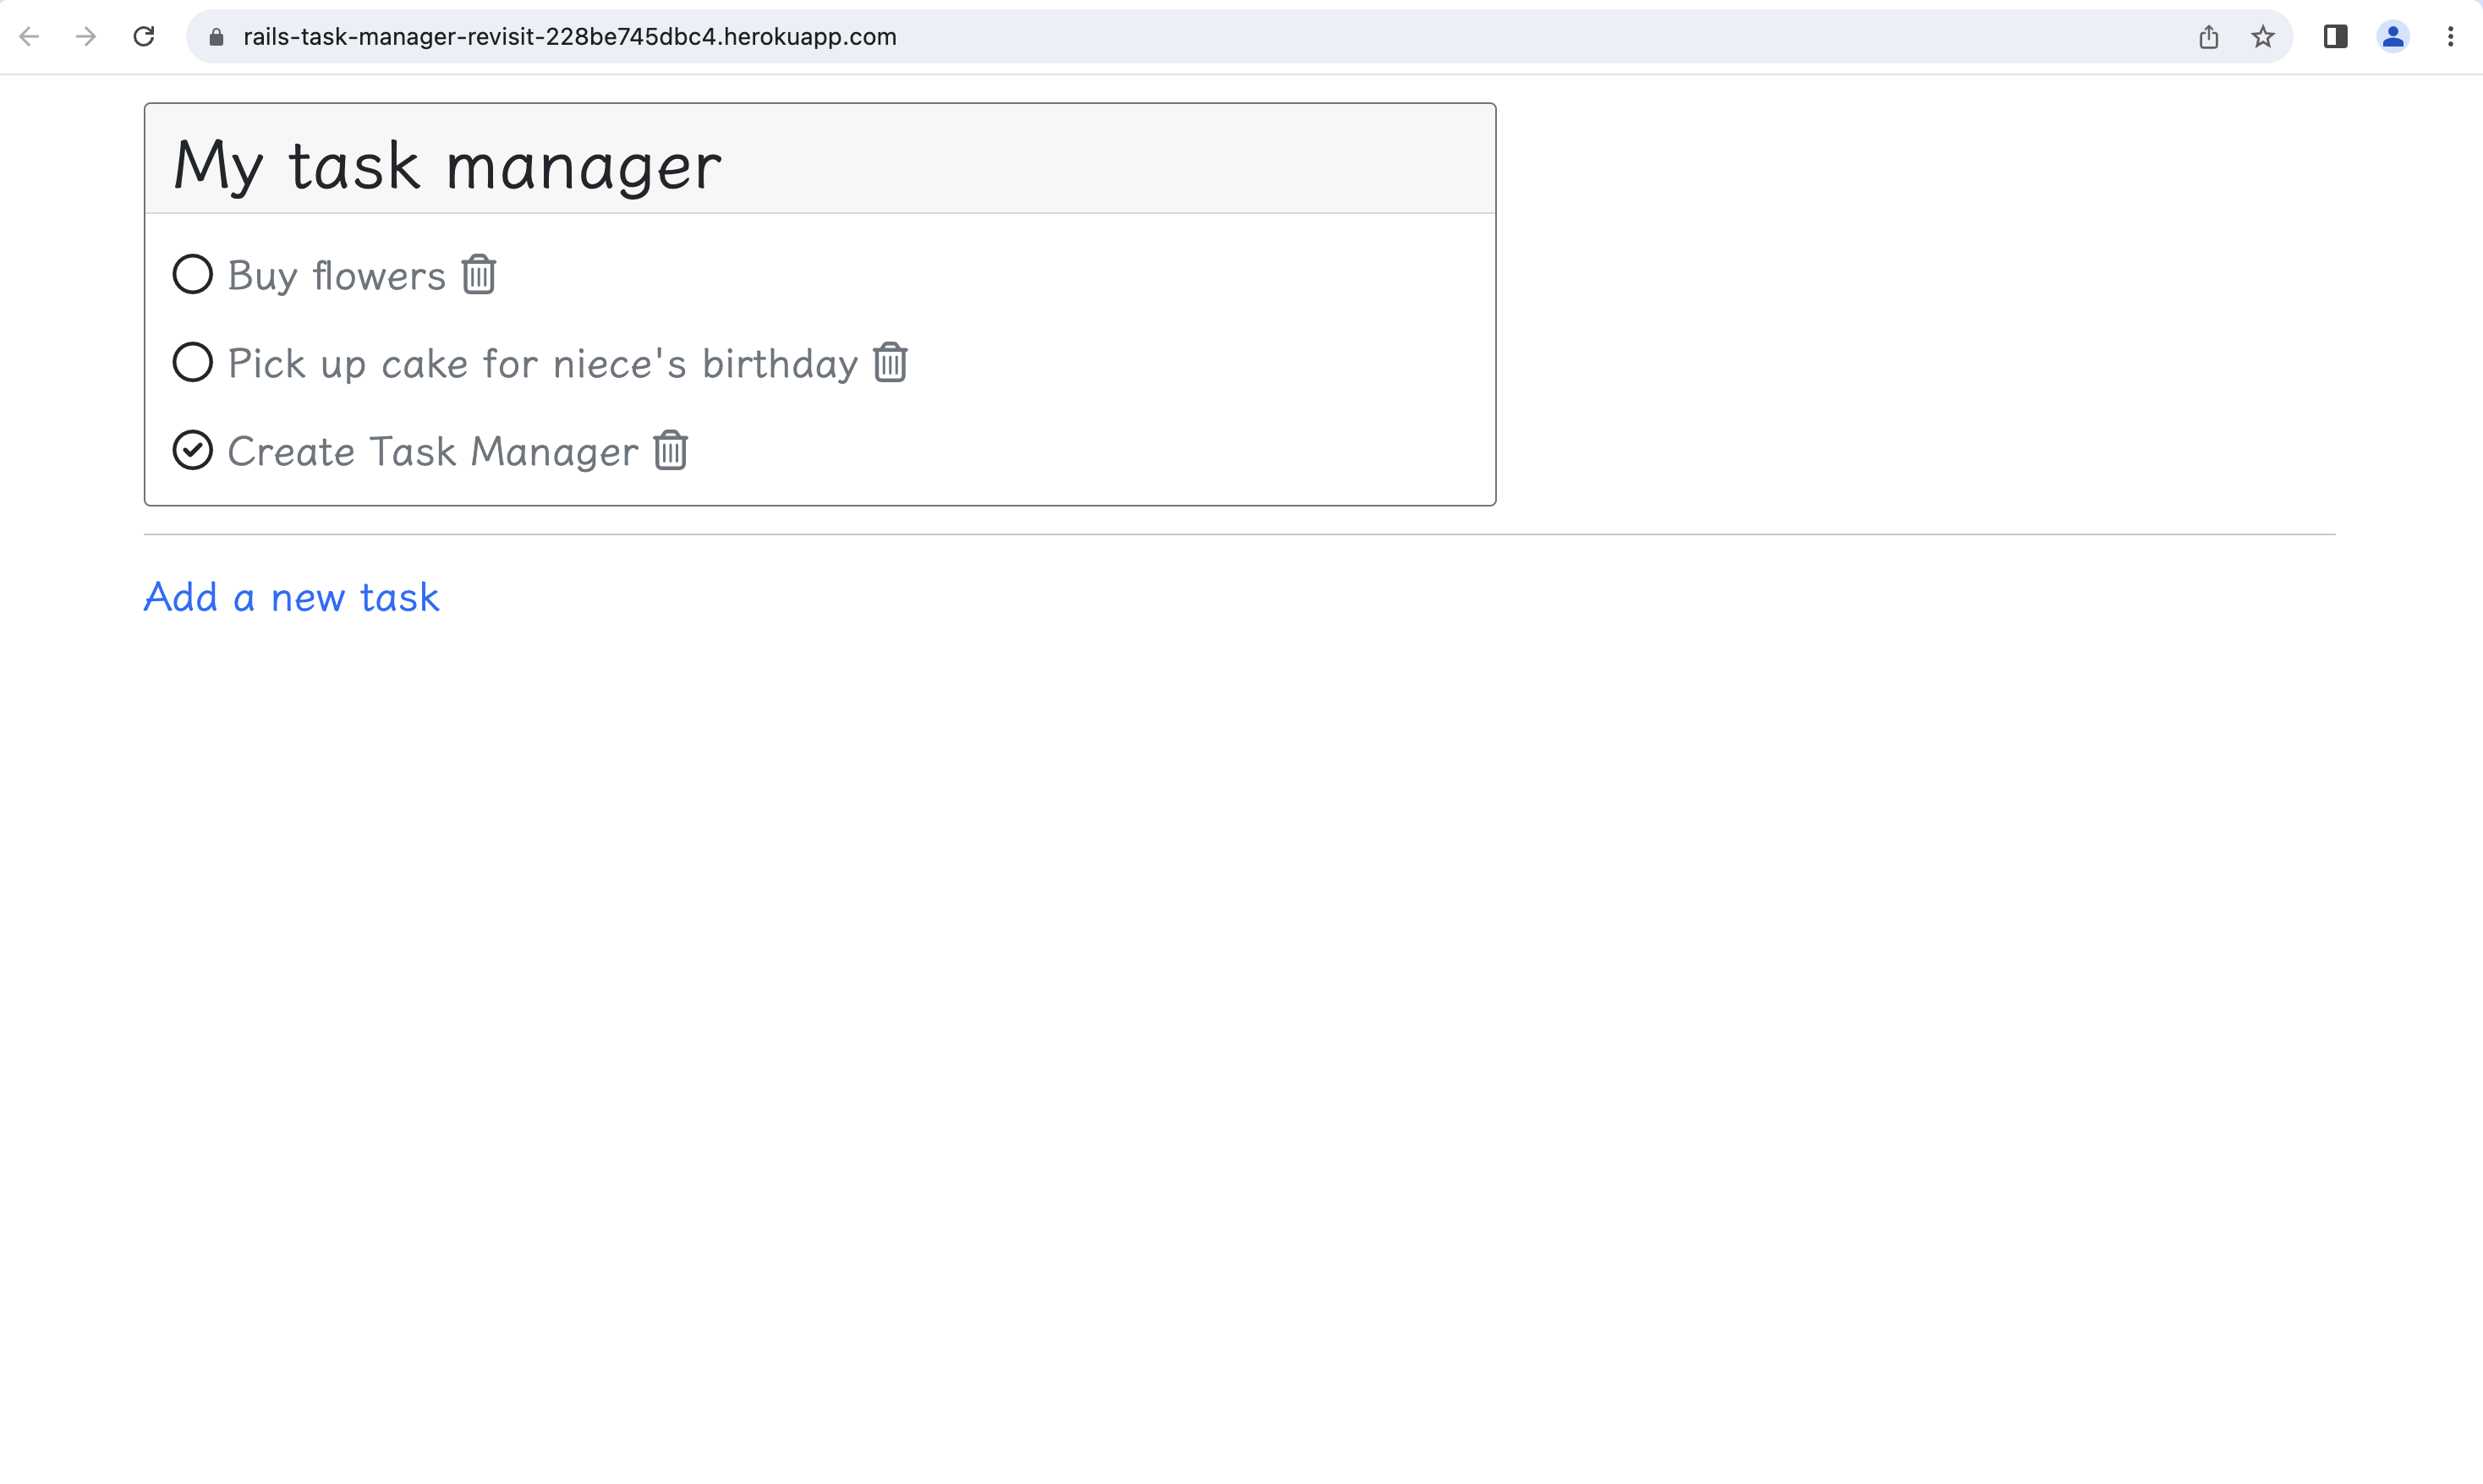 rails-task-manager-revisit-228be745dbc4.herokuapp.com
My task manager
Buy flowers
Pick up cake for niece's birthday
Create Task Manager
Add a new task